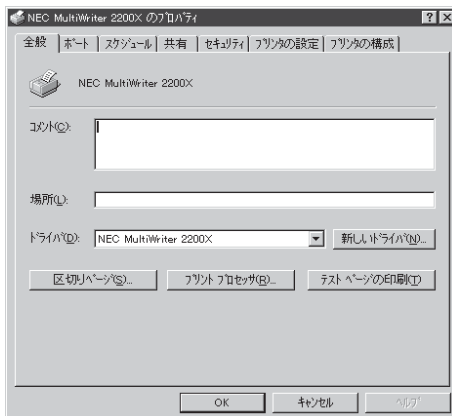 NEC MultiWriter 2200X のプロパティ
全般 ポート スケジュール 共有 セキュリティ プリンタの設定 プリンタの構成
NEC MultiWriter 2200X
コメント(C):
場所(L):
ドライバ(D): NEC MultiWriter 2200X 新しいドライバ(N)...
区切りページ(S)... プリント プロセッサ(R)... テスト ページの印刷(T)
OK キャンセル ヘルプ